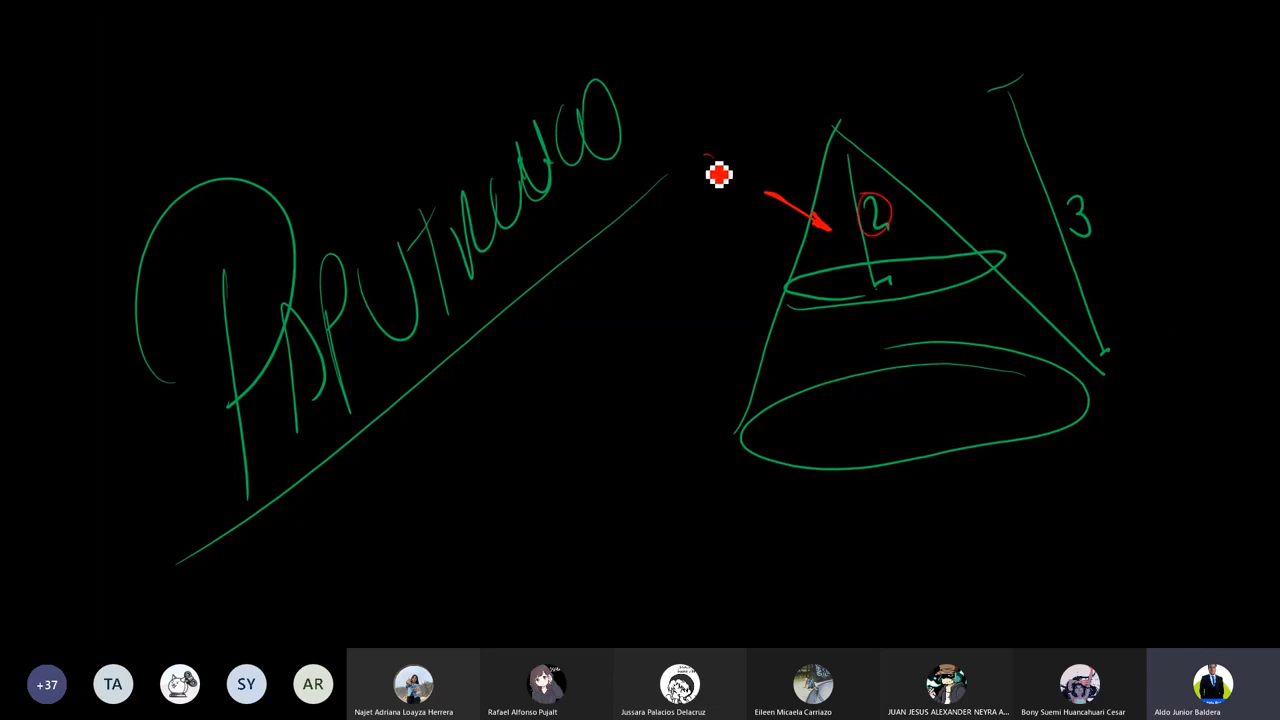 2
3
+37
TA
SY
AR
Najet Adriana Loayza Herrera
Rafael Alfonso Pujalt
Jussara Palacios Delacruz
Eileen Micaela Carriazo
JUAN JESUS ALEXANDER NEYRA A...
Bony Suemi Huancahuari Cesar
Aldo Junior Baldera